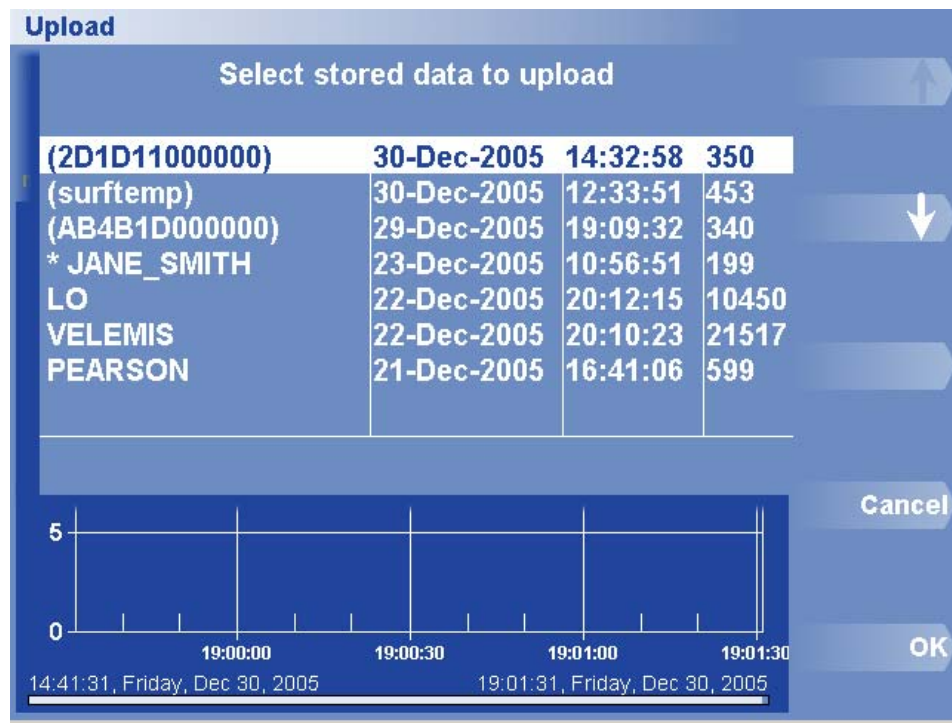 Upload
Select stored data to upload
(2D1D11000000) 30-Dec-2005 14:32:58 350
(surftemp) 30-Dec-2005 12:33:51 453
(AB4B1D000000) 29-Dec-2005 19:09:32 340
* JANE_SMITH 23-Dec-2005 10:56:51 199
LO 22-Dec-2005 20:12:15 10450
VELEMIS 22-Dec-2005 20:10:23 21517
PEARSON 21-Dec-2005 16:41:06 599
Cancel
5
0
OK
19:00:00 19:00:30 19:01:00 19:01:30
14:41:31, Friday, Dec 30, 2005 19:01:31, Friday, Dec 30, 2005